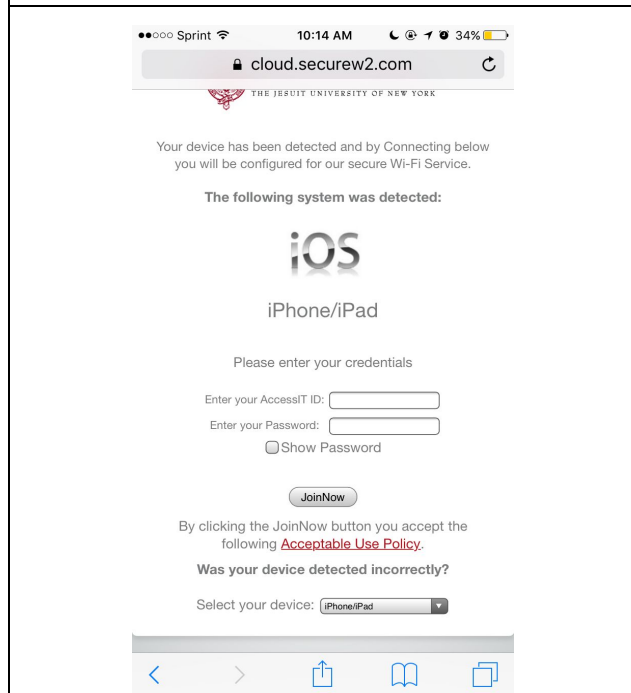 Sprint 10:14 AM 34%
cloud.securew2.com
THE JESUIT UNIVERSITY OF NEW YORK
Your device has been detected and by Connecting below
you will be configured for our secure Wi-Fi Service.
The following system was detected:
iOS
iPhone/iPad
Please enter your credentials
Enter your AccessIT ID:
Enter your Password:
Show Password
JoinNow
By clicking the JoinNow button you accept the
following Acceptable Use Policy.
Was your device detected incorrectly?
Select your device: iPhone/iPad